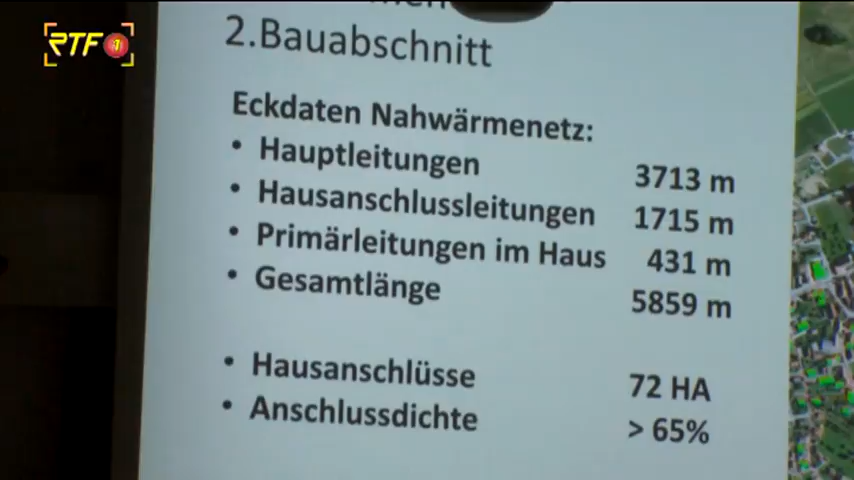 RTF 1
2.Bauabschnitt
Eckdaten Nahwärmenetz:
• Hauptleitungen 3713 m
• Hausanschlussleitungen 1715 m
• Primärleitungen im Haus 431 m
• Gesamtlänge 5859 m
• Hausanschlüsse 72 HA
• Anschlussdichte > 65%